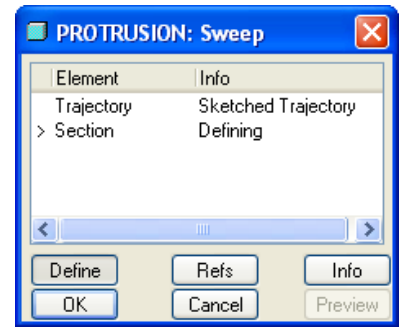 PROTRUSION: Sweep
Element Info
Trajectory Sketched Trajectory
> Section Defining
Define Refs Info
OK Cancel Preview